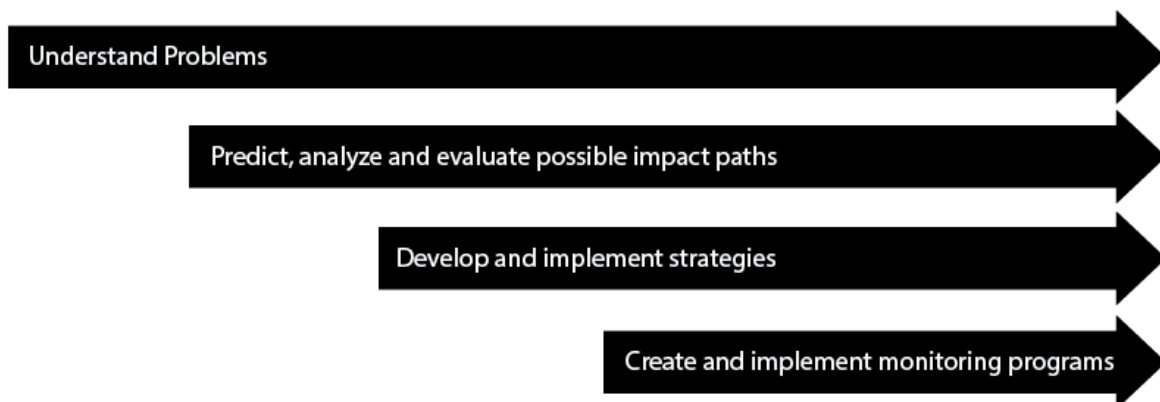 Understand Problems
Predict, analyze and evaluate possible impact paths
Develop and implement strategies
Create and implement monitoring programs